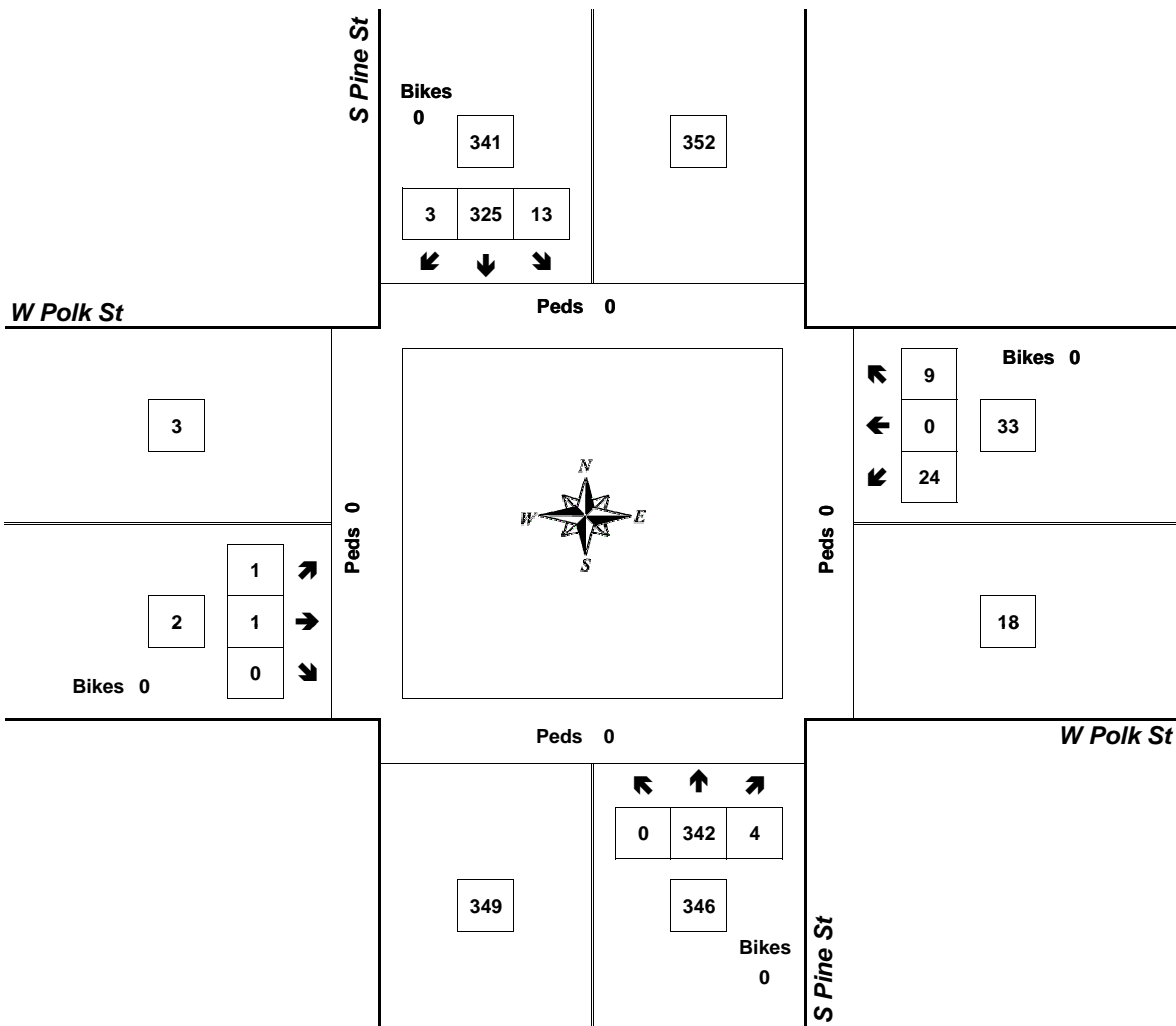 S Pine St
Bikes
0
341
352
3 325 13
Peds 0
W Polk St
9
Bikes 0
3
0
33
24
N
W E
S
Peds 0
Peds 0
1
2
1
18
0
Bikes 0
Peds 0
W Polk St
0 342 4
349
346
Bikes
0
S Pine St